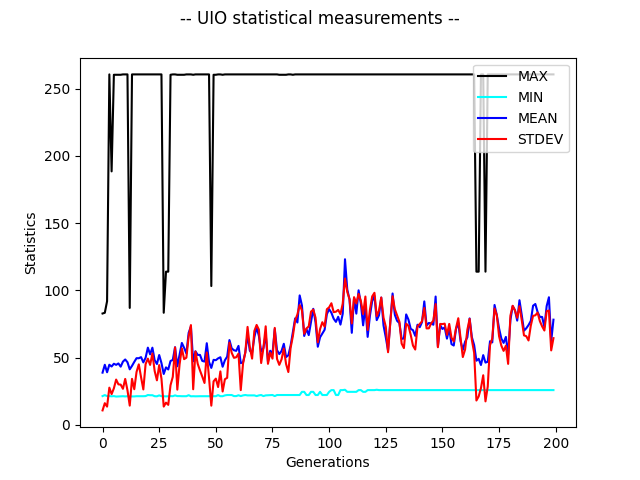 -- UIO statistical measurements --
MAX
MIN
MEAN
STDEV
Statistics
250
200
150
100
50
0
0 25 50 75 100 125 150 175 200
Generations